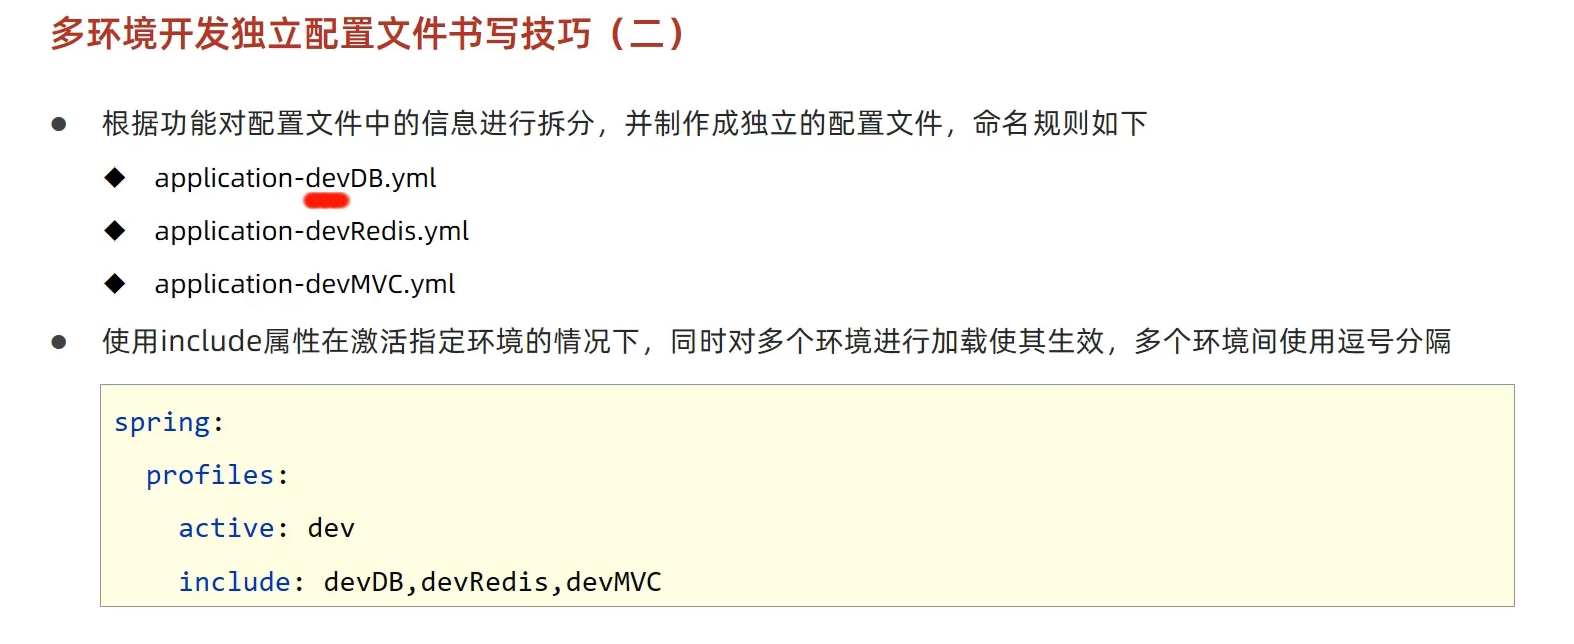 多环境开发独立配置文件书写技巧（二）
● 根据功能对配置文件中的信息进行拆分，并制作成独立的配置文件，命名规则如下
◆ application-devDB.yml
◆ application-devRedis.yml
◆ application-devMVC.yml
● 使用include属性在激活指定环境的情况下，同时对多个环境进行加载使其生效，多个环境间使用逗号分隔
spring:
  profiles:
    active: dev
    include: devDB,devRedis,devMVC